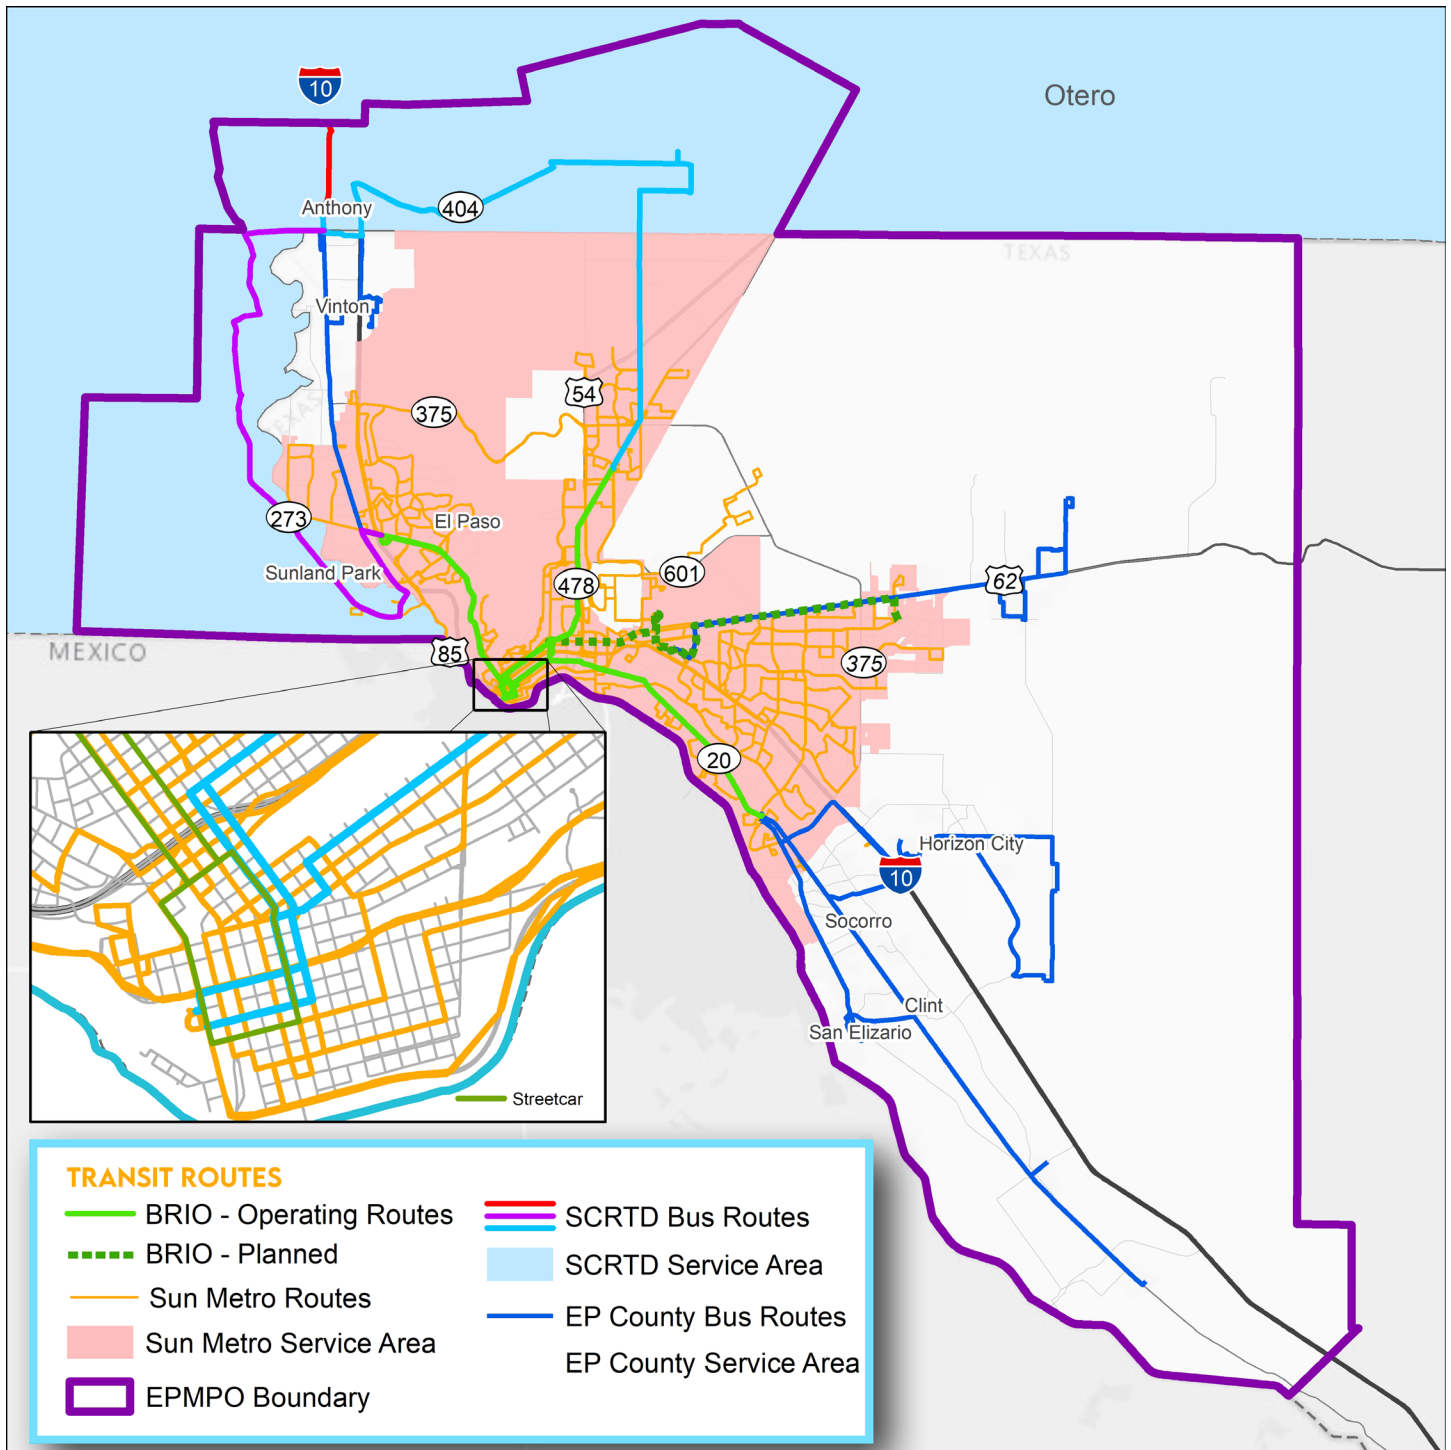 10
Otero
404
Anthony
TEXAS
Vinton
54
375
TEXAS
273
El Paso
Sunland Park
478
601
62
MEXICO
85
375
20
Horizon City
10
Socorro
Clint
San Elizario
Streetcar
TRANSIT ROUTES
BRIO - Operating Routes
BRIO - Planned
Sun Metro Routes
Sun Metro Service Area
EPMPO Boundary
SCRTD Bus Routes
SCRTD Service Area
EP County Bus Routes
EP County Service Area